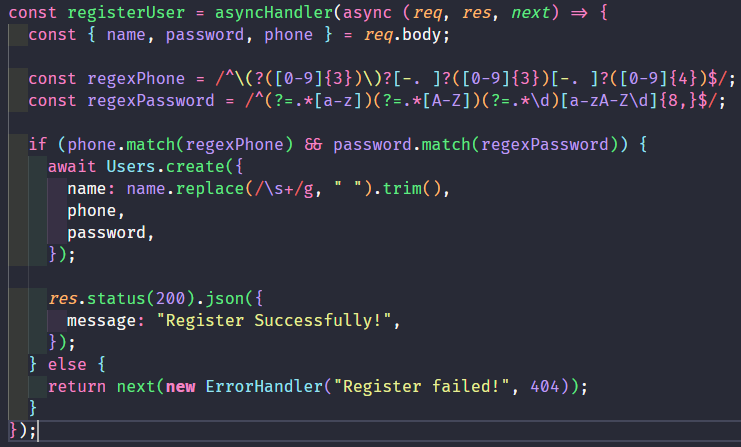 const registerUser = asyncHandler(async (req, res, next) => {
  const { name, password, phone } = req.body;

  const regexPhone = /^\(?([0-9]{3})\)?[-. ]?([0-9]{3})[-. ]?([0-9]{4})$/;
  const regexPassword = /^(?=.*[a-z])(?=.*[A-Z])(?=.*\d)[a-zA-Z\d]{8,}$/;

  if (phone.match(regexPhone) && password.match(regexPassword)) {
    await Users.create({
      name: name.replace(/\s+/g, " ").trim(),
      phone,
      password,
    });

    res.status(200).json({
      message: "Register Successfully!",
    });
  } else {
    return next(new ErrorHandler("Register failed!", 404));
  }
});